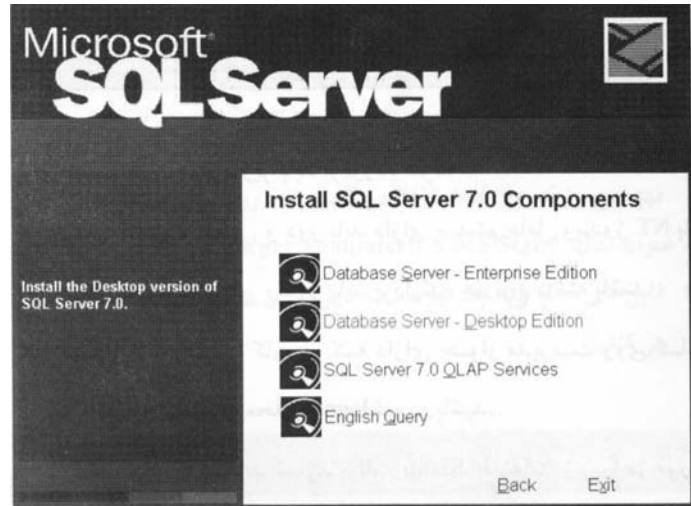 Microsoft
SQL Server
Install SQL Server 7.0 Components
Install the Desktop version of
SQL Server 7.0.
Database Server - Enterprise Edition
Database Server - Desktop Edition
SQL Server 7.0 OLAP Services
English Query
Back Exit